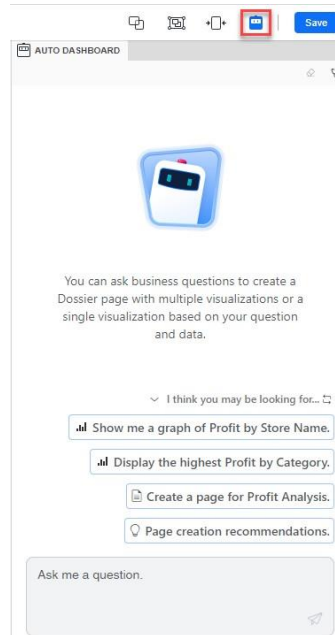 Save
AUTO DASHBOARD
You can ask business questions to create a
Dossier page with multiple visualizations or a
single visualization based on your question
and data.
I think you may be looking for...
Show me a graph of Profit by Store Name.
Display the highest Profit by Category.
Create a page for Profit Analysis.
Page creation recommendations.
Ask me a question.